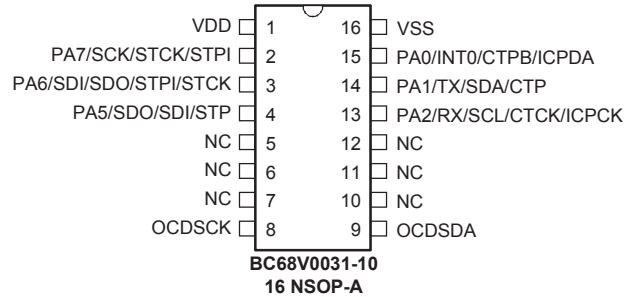 VDD 1 16 VSS
PA7/SCK/STCK/STPI 2 15 PA0/INT0/CTPB/ICPDA
PA6/SDI/SDO/STPI/STCK 3 14 PA1/TX/SDA/CTP
PA5/SDO/SDI/STP 4 13 PA2/RX/SCL/CTCK/ICPCK
NC 5 12 NC
NC 6 11 NC
NC 7 10 NC
OCDSCK 8 9 OCDSDA
BC68V0031-10
16 NSOP-A